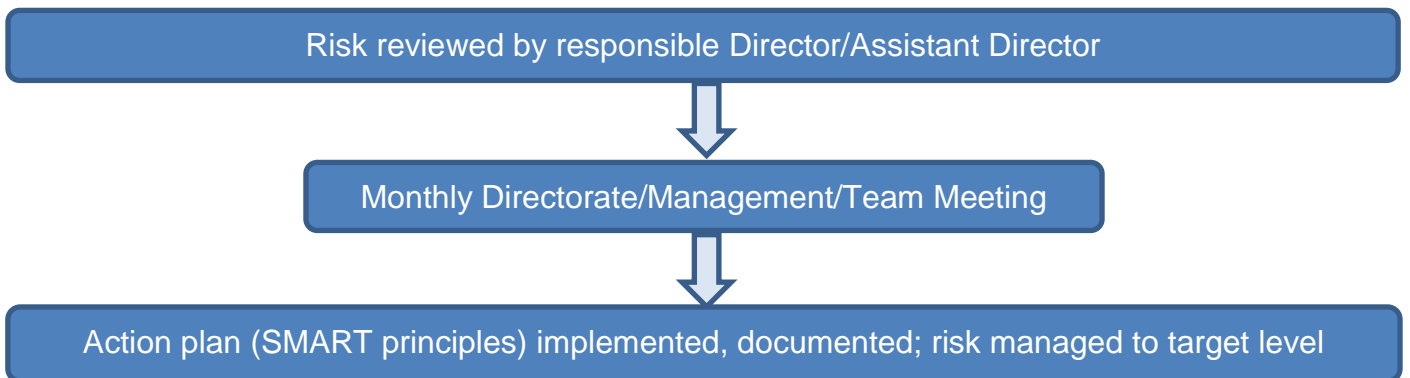 Risk reviewed by responsible Director/Assistant Director
Monthly Directorate/Management/Team Meeting
Action plan (SMART principles) implemented, documented; risk managed to target level